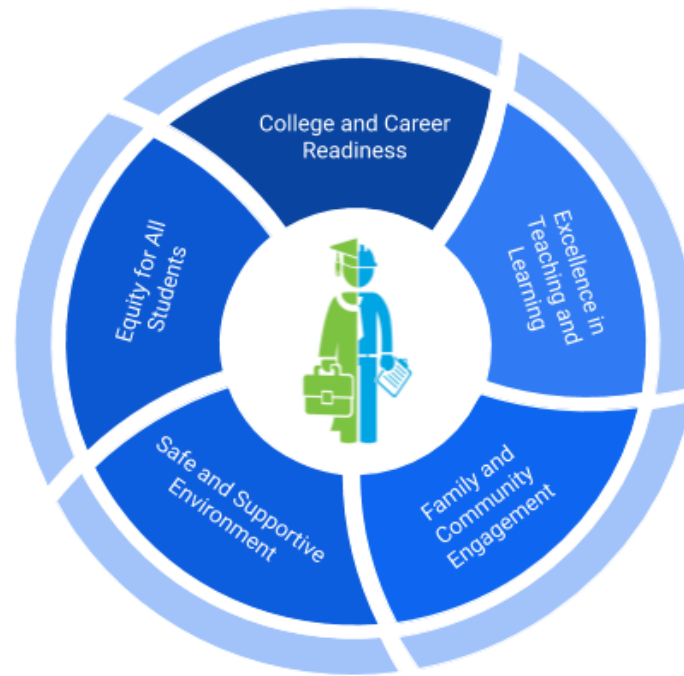 College and Career
Readiness
Excellence in
Teaching and
Learning
Family and
Community
Engagement
Safe and Supportive
Environment
Equity for All
Students